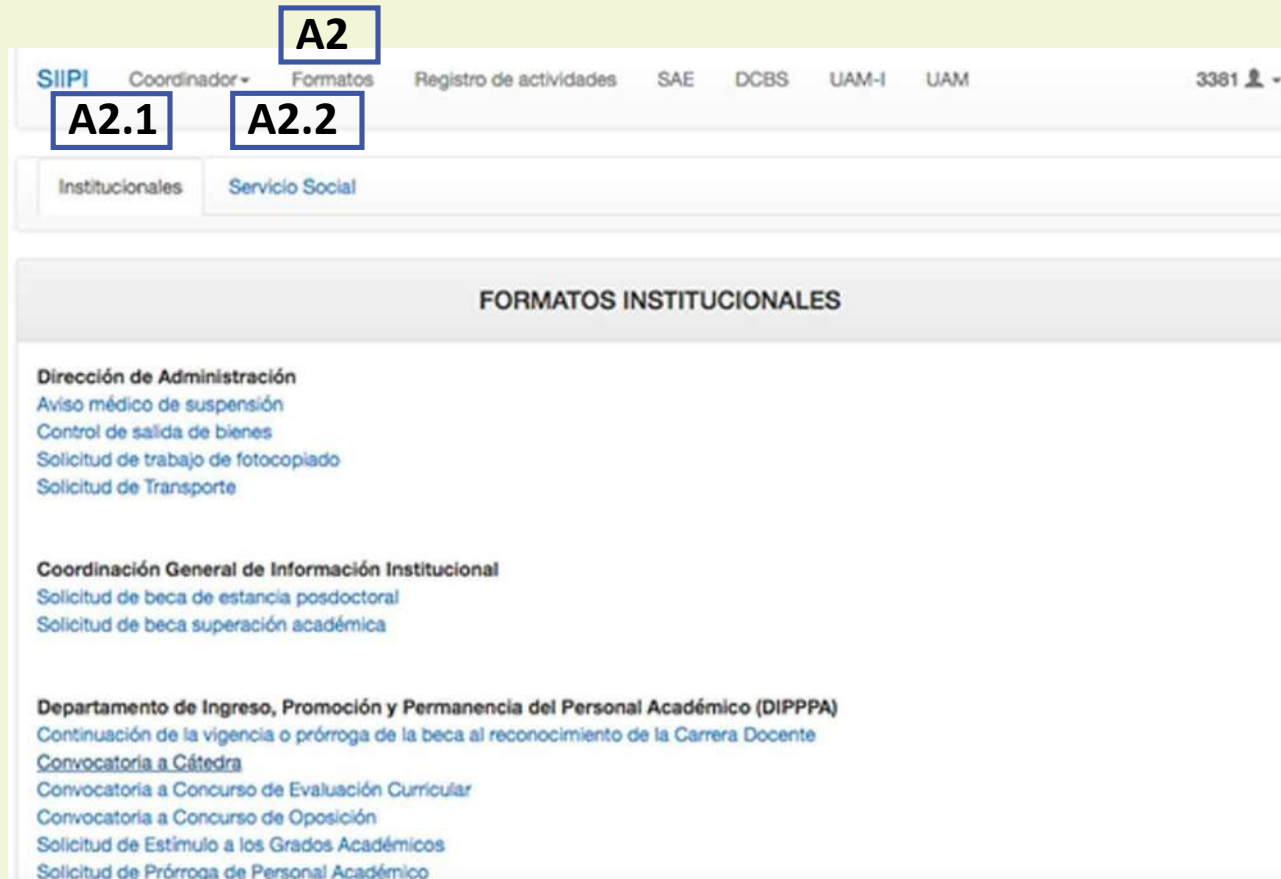 A2
SIIPI Coordinador Formatos Registro de actividades SAE DCBS UAM-I UAM 3381
A2.1 A2.2
Institucionales Servicio Social
FORMATOS INSTITUCIONALES
Dirección de Administración
Aviso médico de suspensión
Control de salida de bienes
Solicitud de trabajo de fotocopiado
Solicitud de Transporte
Coordinación General de Información Institucional
Solicitud de beca de estancia posdoctoral
Solicitud de beca superación académica
Departamento de Ingreso, Promoción y Permanencia del Personal Académico (DIPPPA)
Continuación de la vigencia o prórroga de la beca al reconocimiento de la Carrera Docente
Convocatoria a Cátedra
Convocatoria a Concurso de Evaluación Curricular
Convocatoria a Concurso de Oposición
Solicitud de Estímulo a los Grados Académicos
Solicitud de Prórroga de Personal Académico